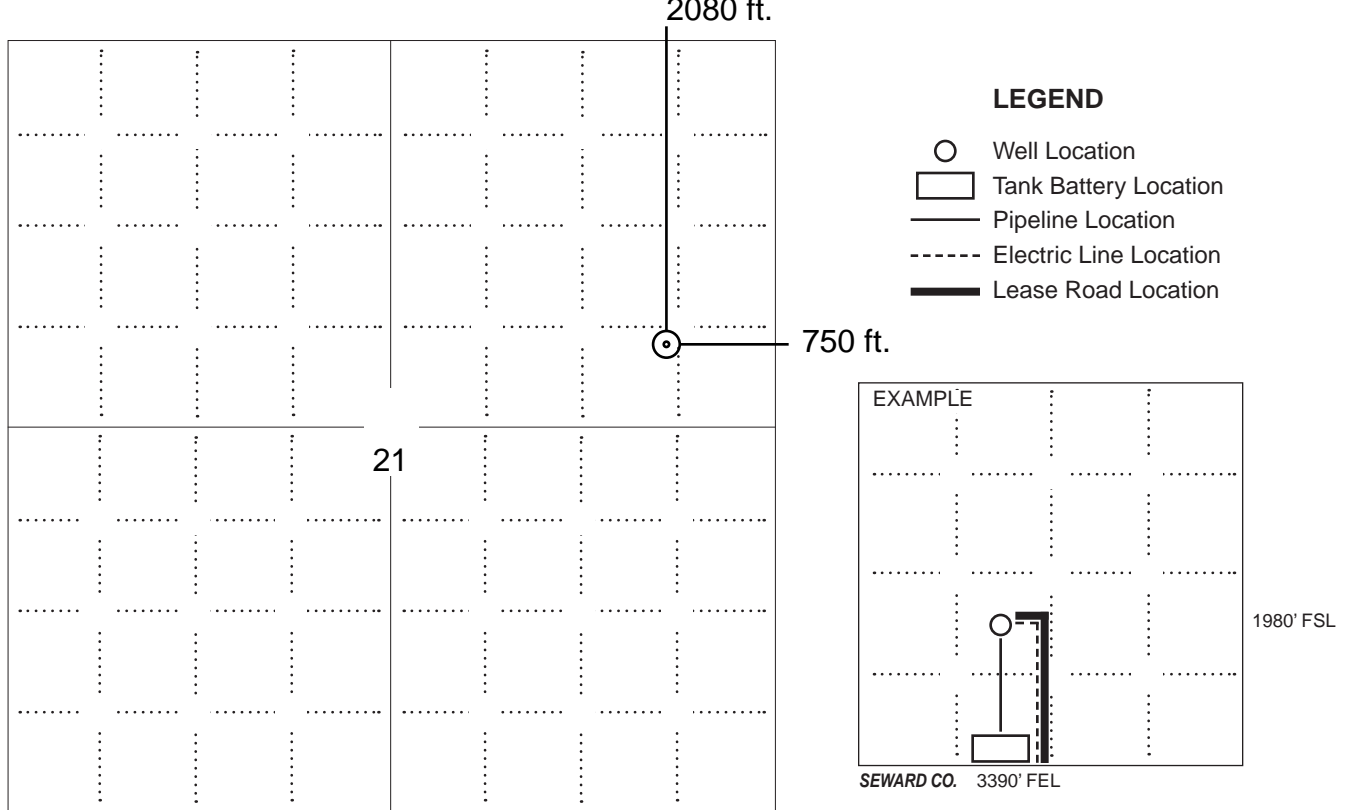 2080 ft.
LEGEND
Well Location
Tank Battery Location
Pipeline Location
Electric Line Location
Lease Road Location
750 ft.
EXAMPLE
21
1980' FSL
SEWARD CO. 3390' FEL